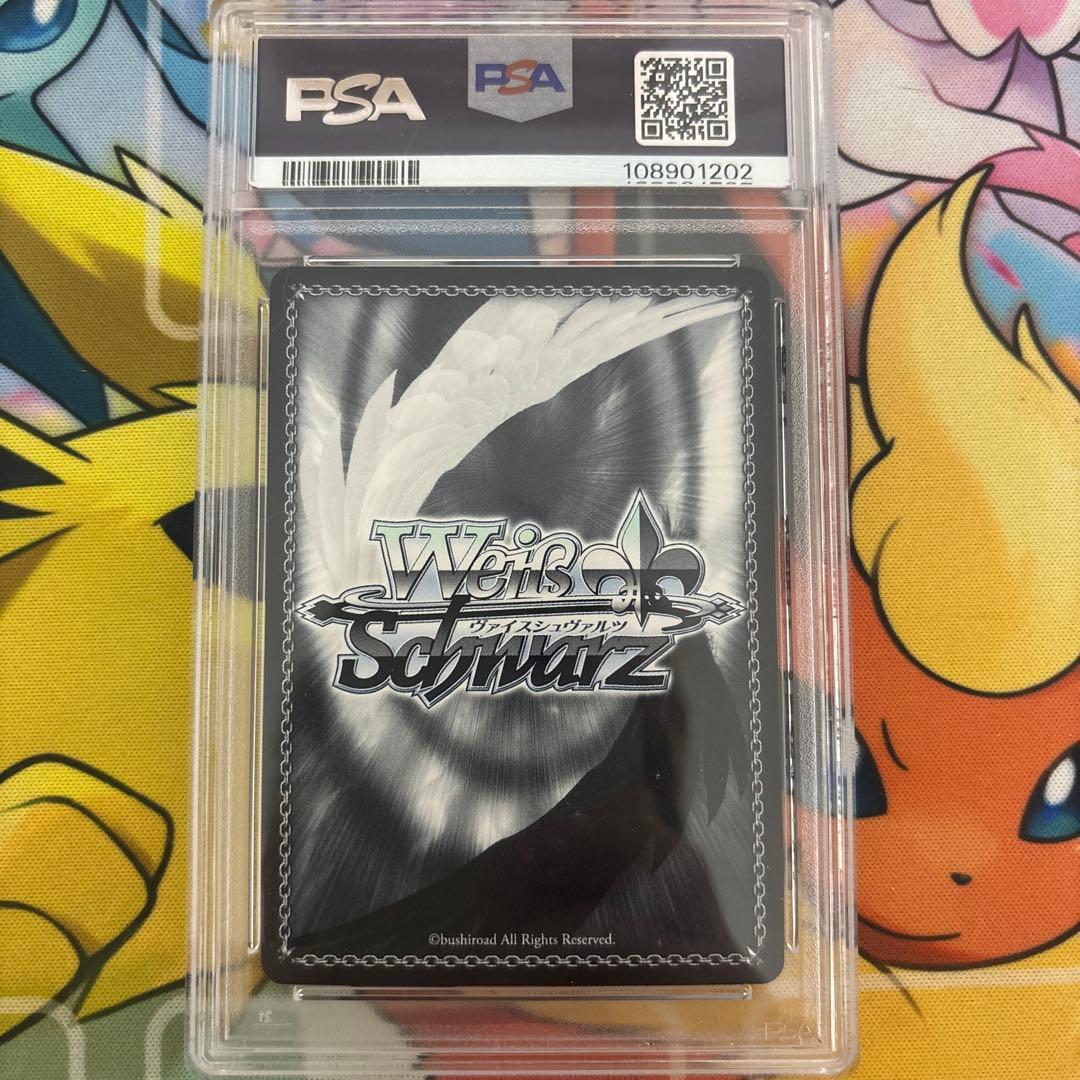 PSA
PSA
108901202
Weiß
ヴァイスシュヴァルツ
Schwarz
©bushiroad All Rights Reserved.
PSA